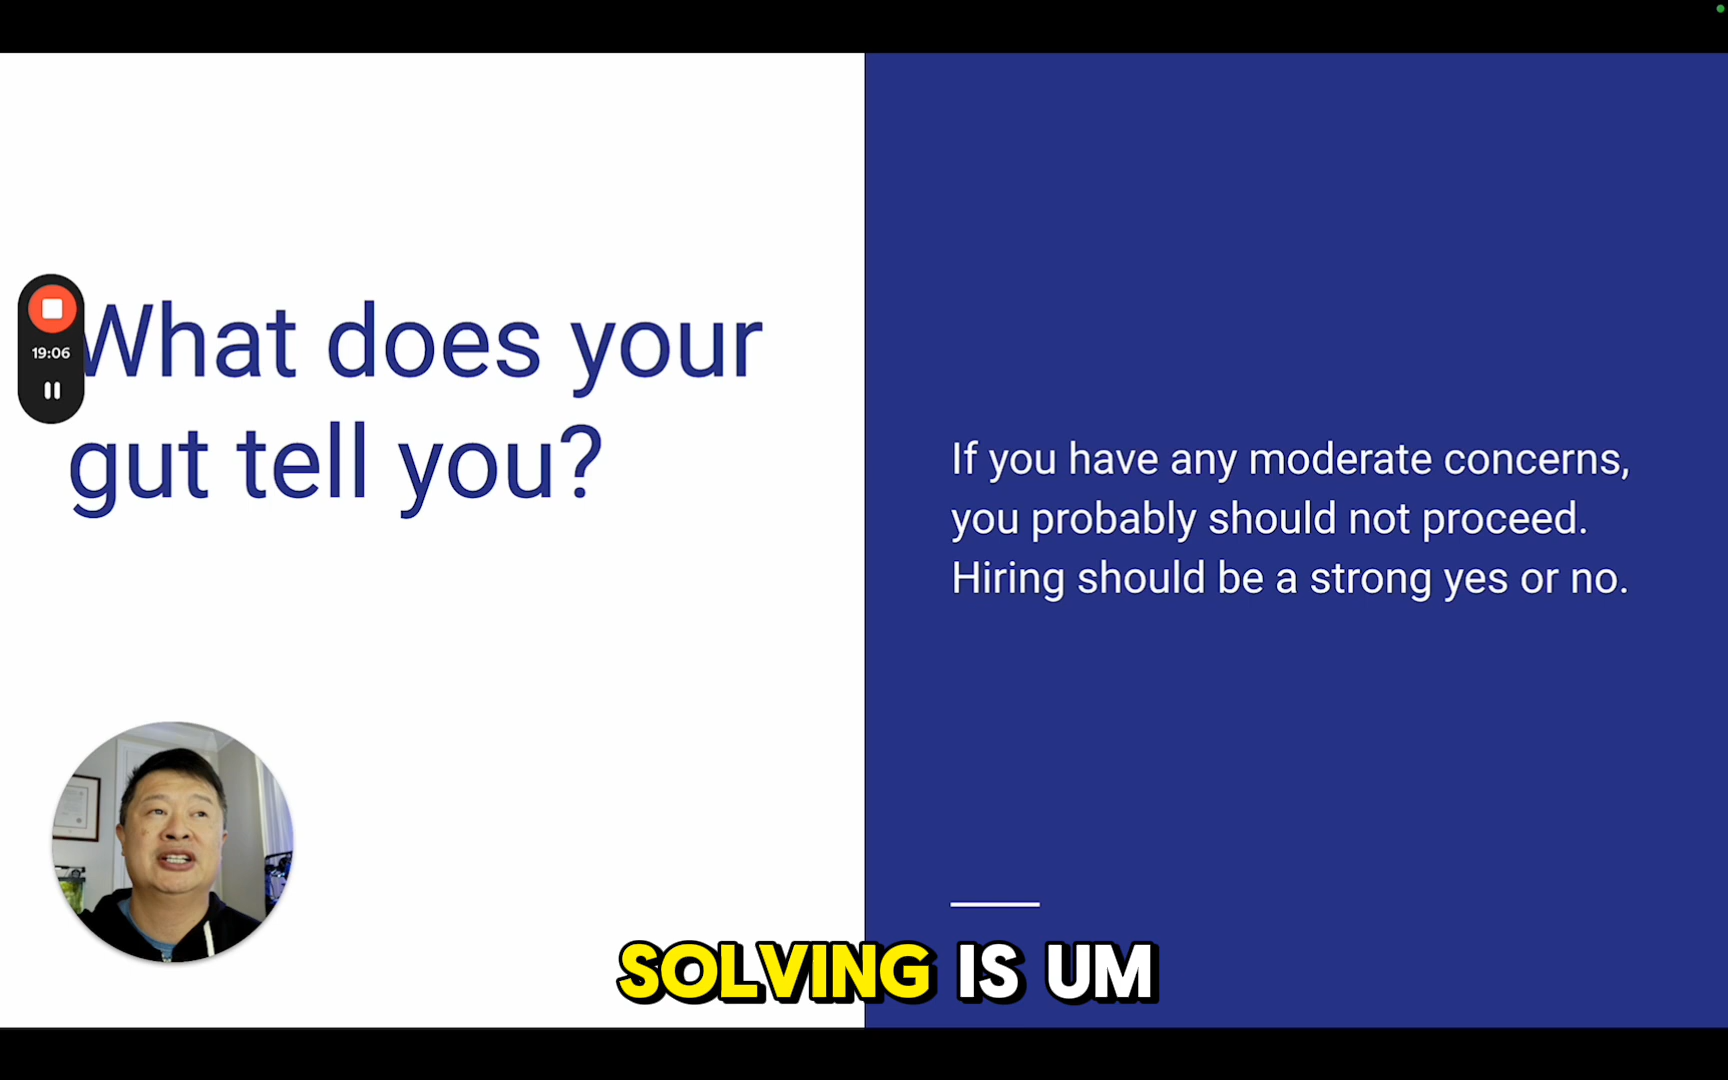 19:06
What does your
gut tell you?
If you have any moderate concerns,
you probably should not proceed.
Hiring should be a strong yes or no.
SOLVING IS UM